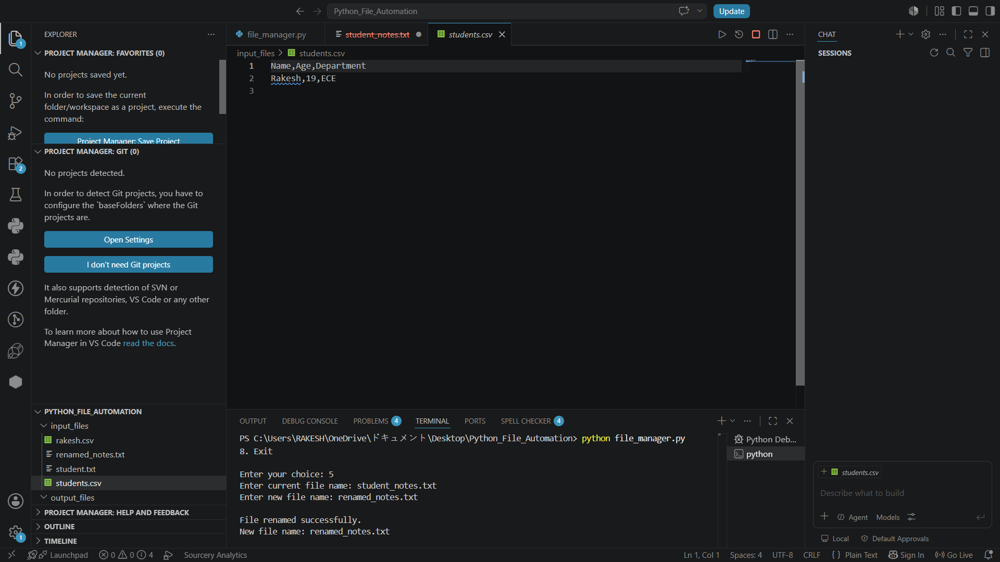 Python_File_Automation
Update
EXPLORER
1
PROJECT MANAGER: FAVORITES (0)
No projects saved yet.
In order to save the current
folder/workspace as a project, execute the
command:
Project Manager: Save Project
PROJECT MANAGER: GIT (0)
No projects detected.
In order to detect Git projects, you have to
configure the `baseFolders` where the Git
projects are.
Open Settings
I don't need Git projects
It also supports detection of SVN or
Mercurial repositories, VS Code or any other
folder.
To learn more about how to use Project
Manager in VS Code read the docs.
2
PYTHON_FILE_AUTOMATION
input_files
rakesh.csv
renamed_notes.txt
student.txt
students.csv
output_files
PROJECT MANAGER: HELP AND FEEDBACK
OUTLINE
TIMELINE
1
file_manager.py
student_notes.txt
students.csv
input_files > students.csv
1 Name,Age,Department
2 Rakesh,19,ECE
3
OUTPUT DEBUG CONSOLE PROBLEMS 4 TERMINAL PORTS SPELL CHECKER 4
PS C:\Users\RAKESH\OneDrive\ドキュメント\Desktop\Python_File_Automation> python file_manager.py
8. Exit
Enter your choice: 5
Enter current file name: student_notes.txt
Enter new file name: renamed_notes.txt
File renamed successfully.
New file name: renamed_notes.txt
Python Deb...
python
CHAT
SESSIONS
students.csv
Describe what to build
Agent Models
Local Default Approvals
Launchpad 0 0 4 Sourcery Analytics Ln 1, Col 1 Spaces: 4 UTF-8 CRLF {} Plain Text Sign In Go Live